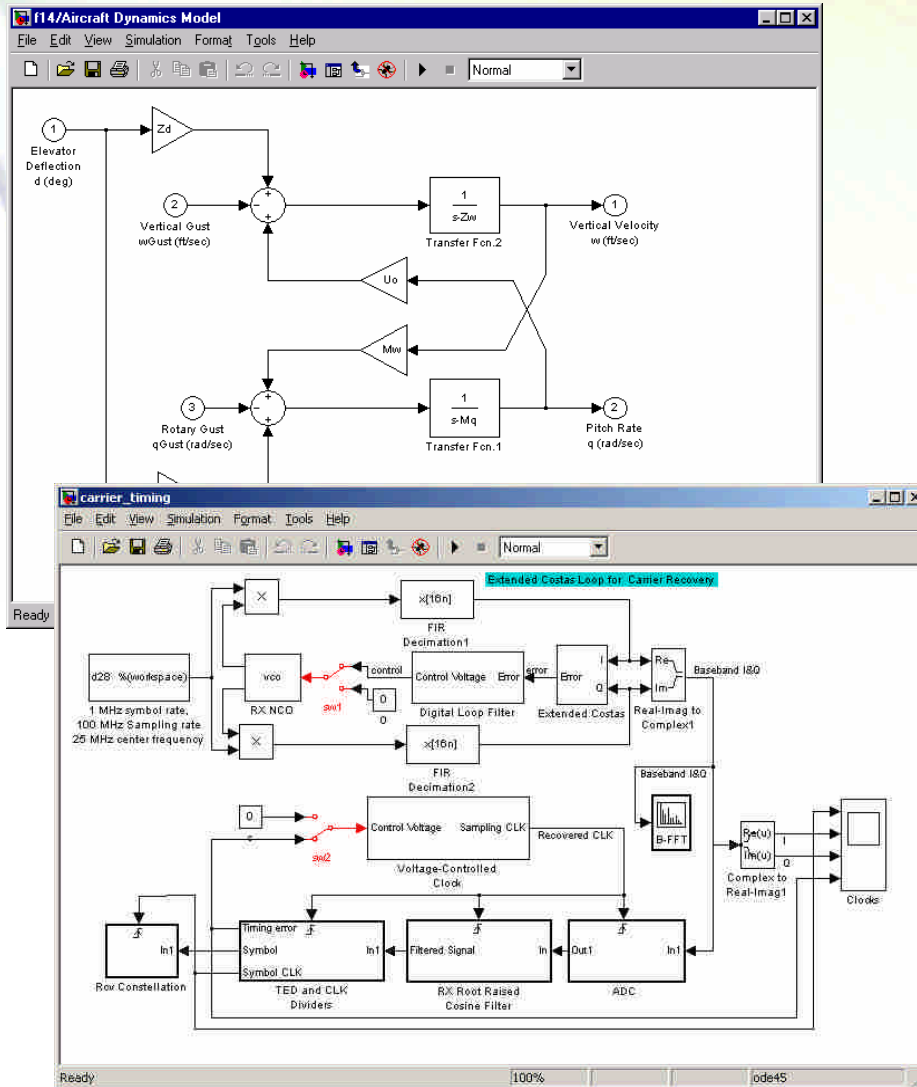 f14/Aircraft Dynamics Model
File Edit View Simulation Format Tools Help
Normal
1
Elevator
Deflection
d (deg)
Zd
2
Vertical Gust
wGust (ft/sec)
1
s-Zw
Transfer Fcn.2
1
Vertical Velocity
w (ft/sec)
Uo
Mw
3
Rotary Gust
qGust (rad/sec)
1
s-Mq
Transfer Fcn.1
2
Pitch Rate
q (rad/sec)
Ready
carrier_timing
File Edit View Simulation Format Tools Help
Normal
Extended Costas Loop for Carrier Recovery
x[16n]
FIR
Decimation1
d28 %(workspace)
1 MHz symbol rate,
100 MHz Sampling rate
25 MHz center frequency
vco
RX NCO
sw1
control
0
0
Control Voltage Error
Digital Loop Filter
error
Error
I
Q
Extended Costas
I
Q
Re
Im
Real-Imag to
Complex1
Baseband I&Q
x[16n]
FIR
Decimation2
Baseband I&Q
B-FFT
0
sw2
Control Voltage Sampling CLK
Voltage-Controlled
Clock
Recovered CLK
Re(u)
Im(u)
I
Q
Complex to
Real-Imag1
Clocks
In1
Rcv Constellation
Timing error
Symbol
Symbol CLK
In1
TED and CLK
Dividers
Filtered Signal In
RX Root Raised
Cosine Filter
Out1 In1
ADC
Ready 100% ode45